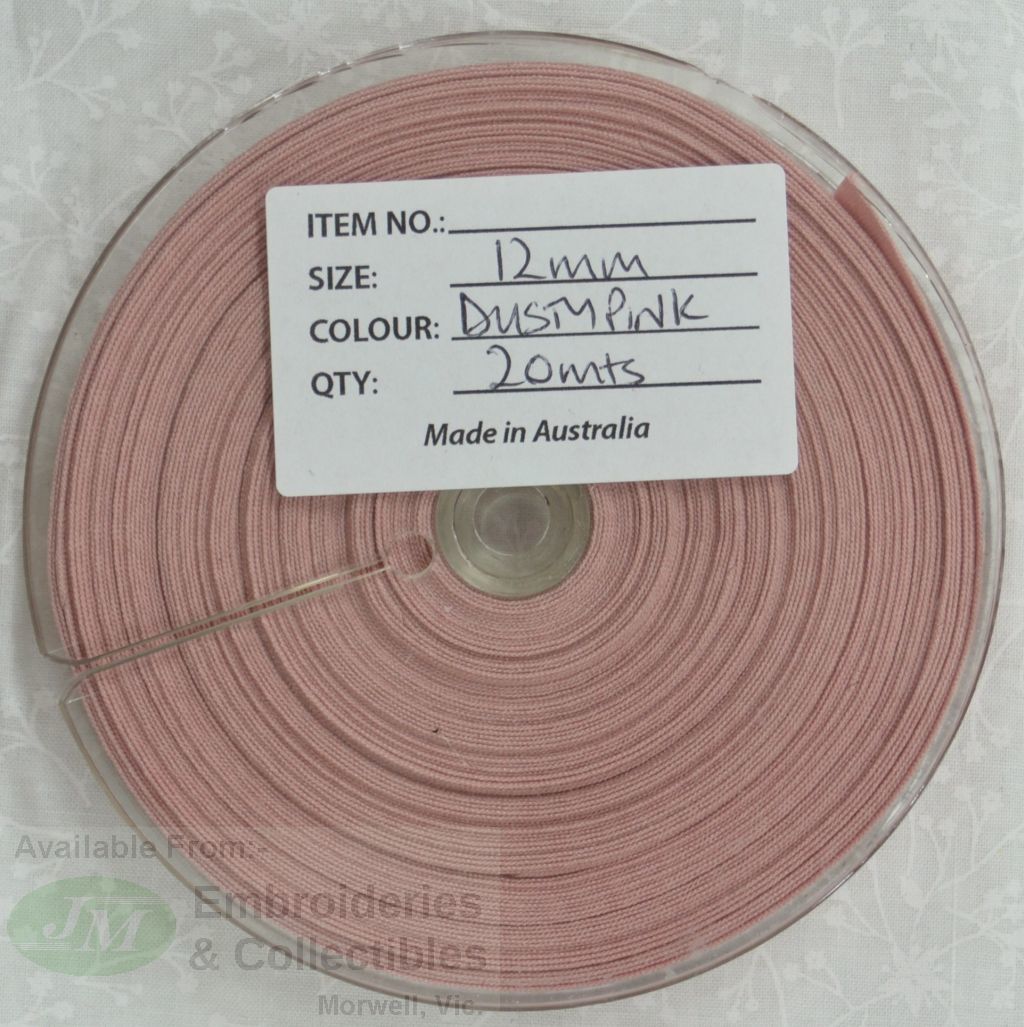 ITEM NO.:
SIZE: 12mm
COLOUR: DUSTY PINK
QTY: 20mts
Made in Australia
Available From:-
JM Embroideries
& Collectibles
Morwell, Vic.